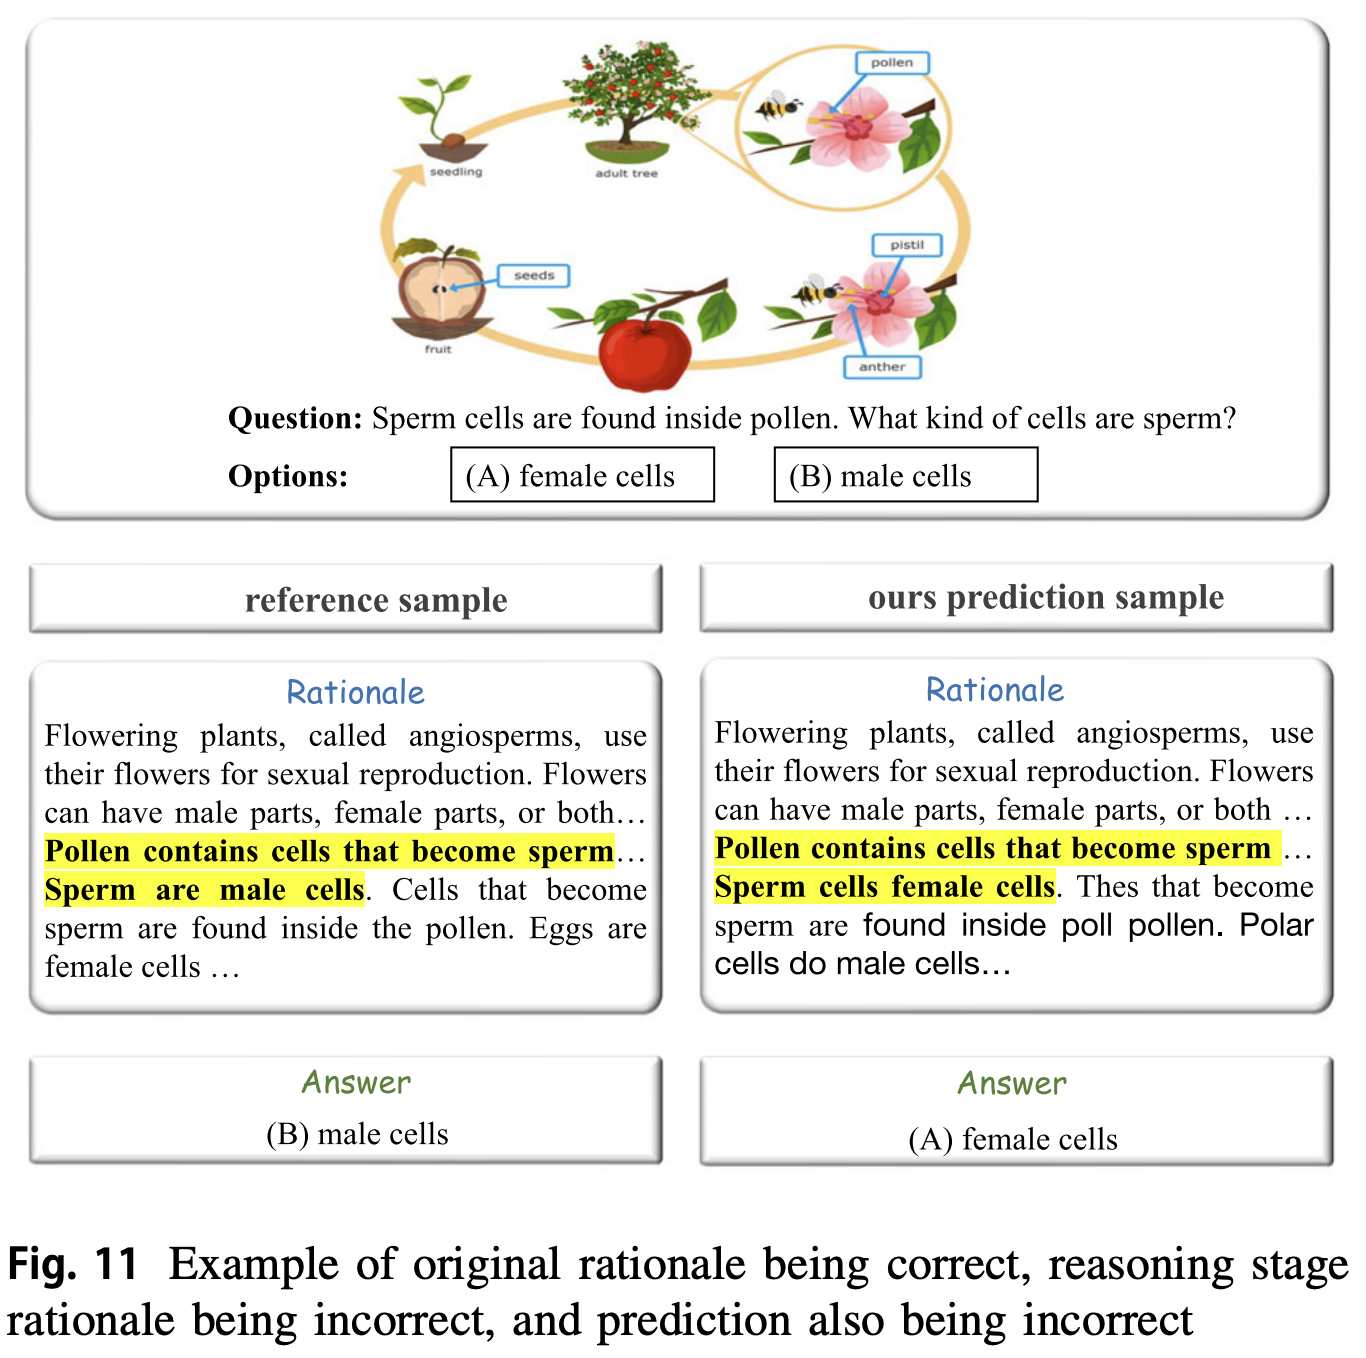 pollen
seedling
adult tree
pistil
seeds
fruit
anther
Question: Sperm cells are found inside pollen. What kind of cells are sperm?
Options: (A) female cells (B) male cells
reference sample
Rationale
Flowering plants, called angiosperms, use
their flowers for sexual reproduction. Flowers
can have male parts, female parts, or both…
Pollen contains cells that become sperm…
Sperm are male cells. Cells that become
sperm are found inside the pollen. Eggs are
female cells …
Answer
(B) male cells
ours prediction sample
Rationale
Flowering plants, called angiosperms, use
their flowers for sexual reproduction. Flowers
can have male parts, female parts, or both …
Pollen contains cells that become sperm …
Sperm cells female cells. Thes that become
sperm are found inside poll pollen. Polar
cells do male cells…
Answer
(A) female cells
Fig. 11 Example of original rationale being correct, reasoning stage
rationale being incorrect, and prediction also being incorrect